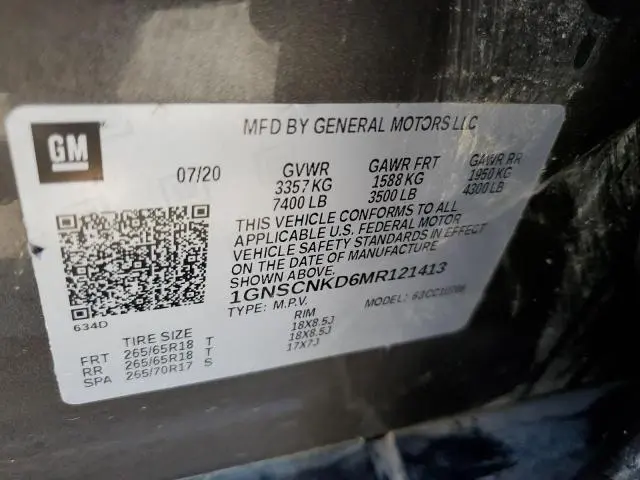 GM
MFD BY GENERAL MOTORS LLC
07/20 GVWR GAWR FRT GAWR RR
3357 KG 1588 KG 1950 KG
7400 LB 3500 LB 4300 LB
THIS VEHICLE CONFORMS TO ALL
APPLICABLE U.S. FEDERAL MOTOR
VEHICLE SAFETY STANDARDS IN EFFECT
ON THE DATE OF MANUFACTURE
SHOWN ABOVE.
1GNSCNKD6MR121413
TYPE: M.P.V. MODEL:
634D
TIRE SIZE RIM
FRT 265/65R18 T 18X8.5J
RR 265/65R18 T 18X8.5J
SPA 265/70R17 S 17X7J